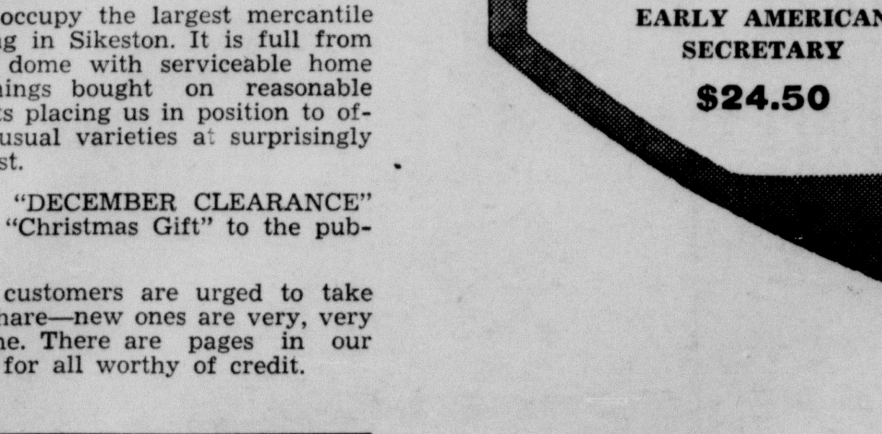 occupy the largest mercantile
g in Sikeston. It is full from
dome with serviceable home
ings bought on reasonable
s placing us in position to of-
usual varieties at surprisingly
st.
"DECEMBER CLEARANCE"
"Christmas Gift" to the pub-
customers are urged to take
hare—new ones are very, very
ne. There are pages in our
for all worthy of credit.
EARLY AMERICAN
SECRETARY
$24.50